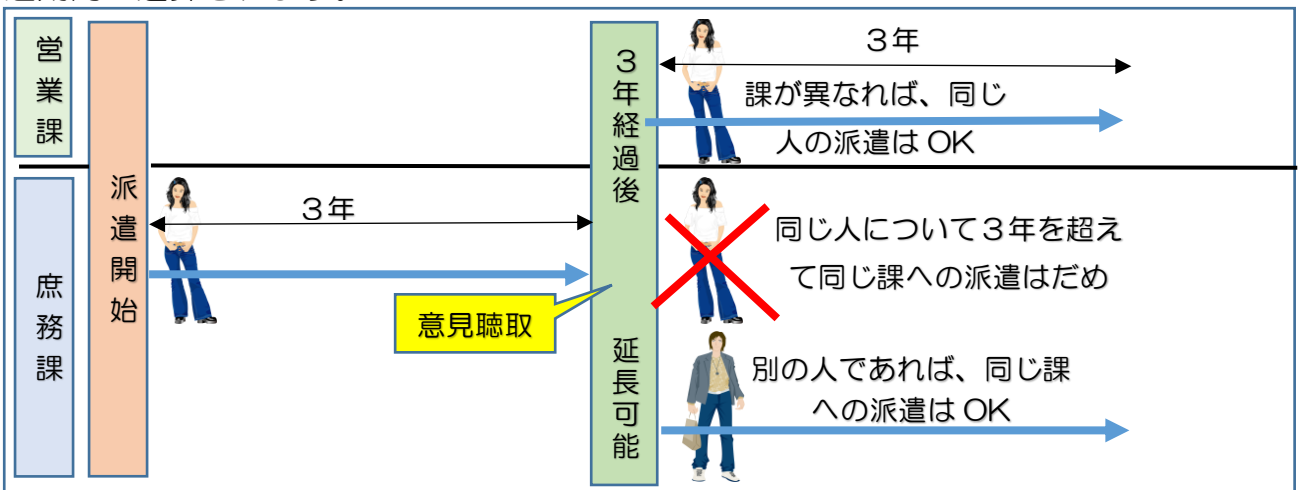 営業課
３年
課が異なれば、同じ
人の派遣は OK
派遣開始
３年経過後
延長可能
庶務課
３年
意見聴取
同じ人について３年を超え
て同じ課への派遣はだめ
別の人であれば、同じ課
への派遣は OK